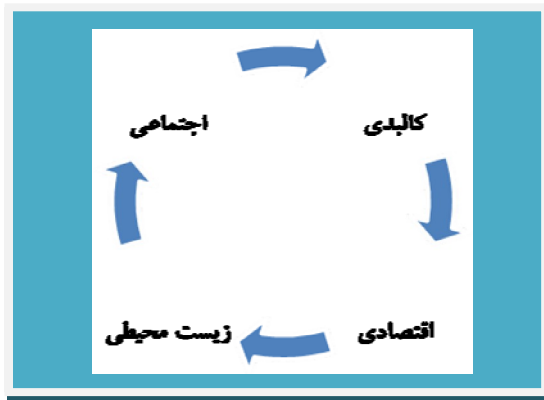 کالبدی
اجتماعی
اقتصادی
زیست محیطی